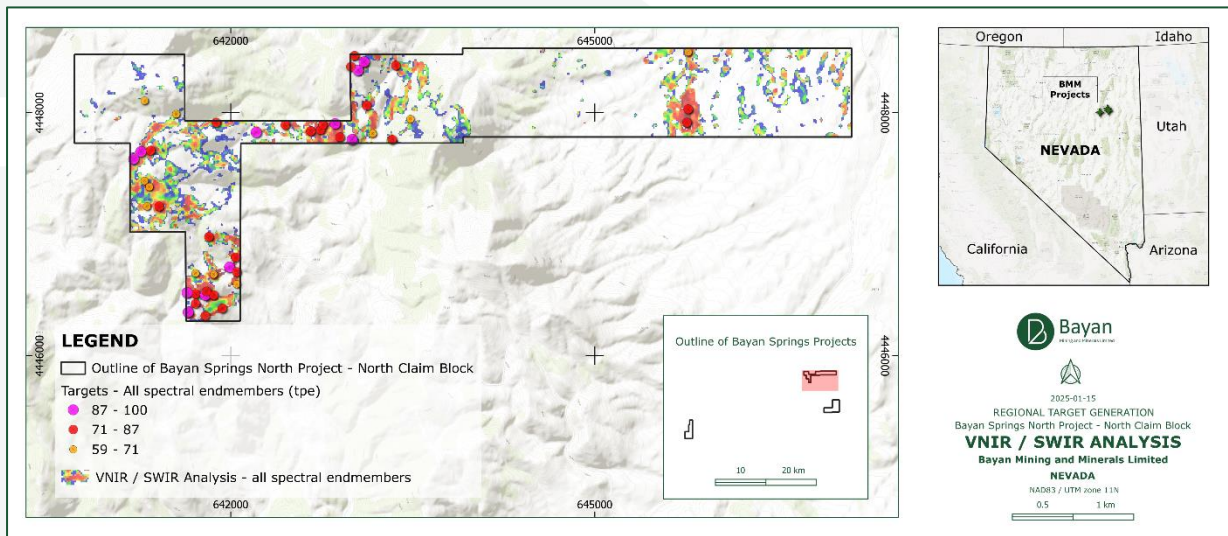 642000
645000
4448000
4448000
4446000
4446000
642000
645000
LEGEND
Outline of Bayan Springs North Project - North Claim Block
Targets - All spectral endmembers (tpe)
87 - 100
71 - 87
59 - 71
VNIR / SWIR Analysis - all spectral endmembers
Outline of Bayan Springs Projects
10 20 km
Oregon
Idaho
BMM
Projects
Utah
NEVADA
California
Arizona
Bayan
2025-01-15
REGIONAL TARGET GENERATION
Bayan Springs North Project - North Claim Block
VNIR / SWIR ANALYSIS
Bayan Mining and Minerals Limited
NEVADA
NAD83 / UTM zone 11N
0.5 1 km